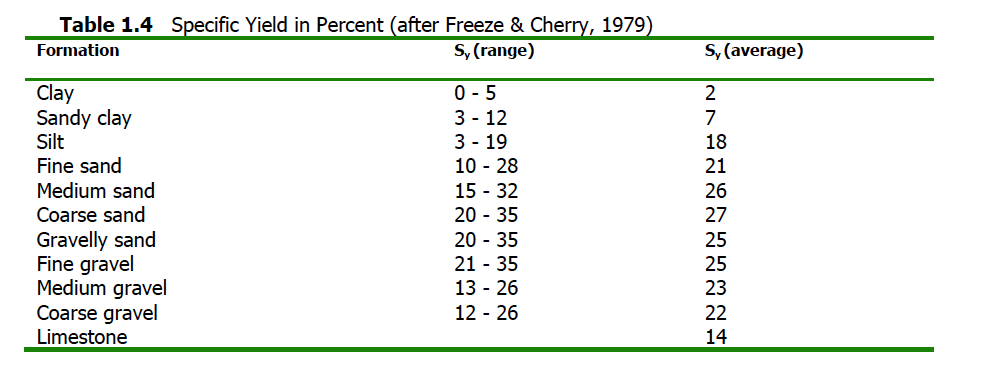 Table 1.4 Specific Yield in Percent (after Freeze & Cherry, 1979)
Formation Sy (range) Sy (average)
Clay 0 - 5 2
Sandy clay 3 - 12 7
Silt 3 - 19 18
Fine sand 10 - 28 21
Medium sand 15 - 32 26
Coarse sand 20 - 35 27
Gravelly sand 20 - 35 25
Fine gravel 21 - 35 25
Medium gravel 13 - 26 23
Coarse gravel 12 - 26 22
Limestone 14